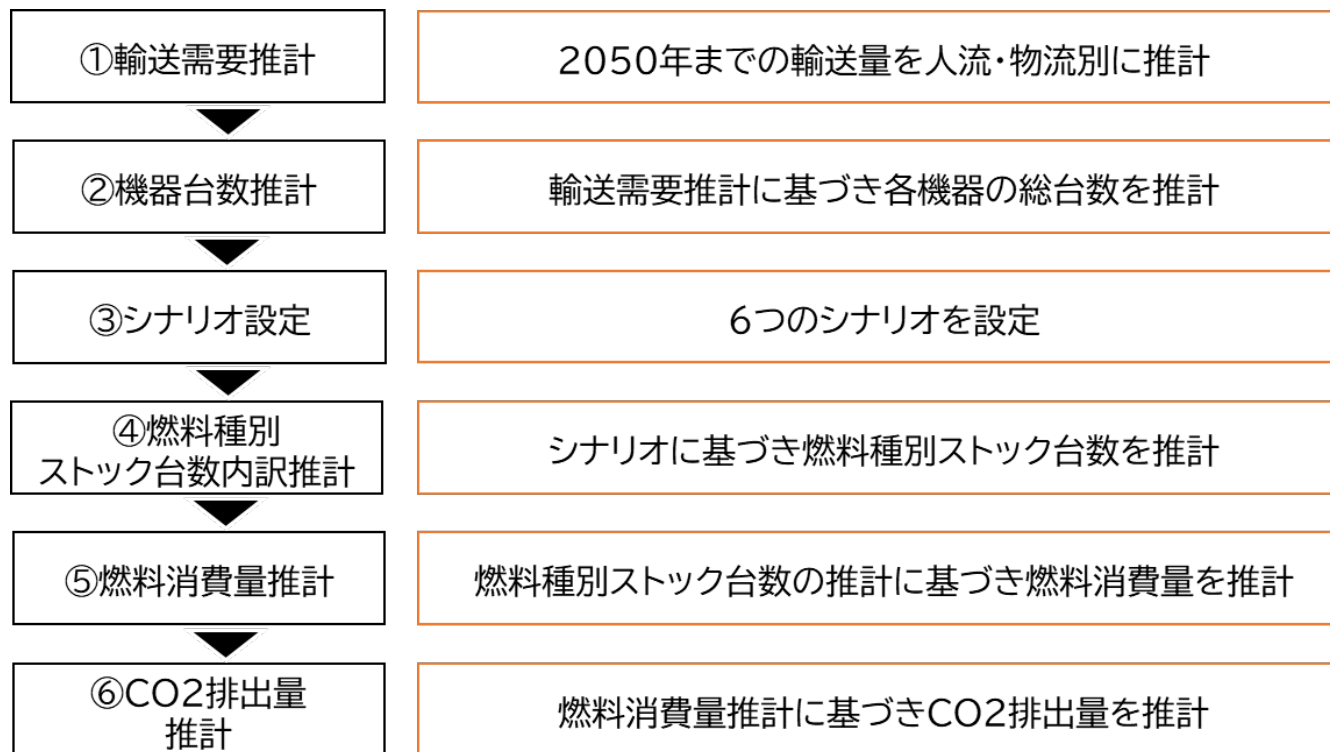 ①輸送需要推計
2050年までの輸送量を人流・物流別に推計
②機器台数推計
輸送需要推計に基づき各機器の総台数を推計
③シナリオ設定
6つのシナリオを設定
④燃料種別
ストック台数内訳推計
シナリオに基づき燃料種別ストック台数を推計
⑤燃料消費量推計
燃料種別ストック台数の推計に基づき燃料消費量を推計
⑥CO2排出量
推計
燃料消費量推計に基づきCO2排出量を推計